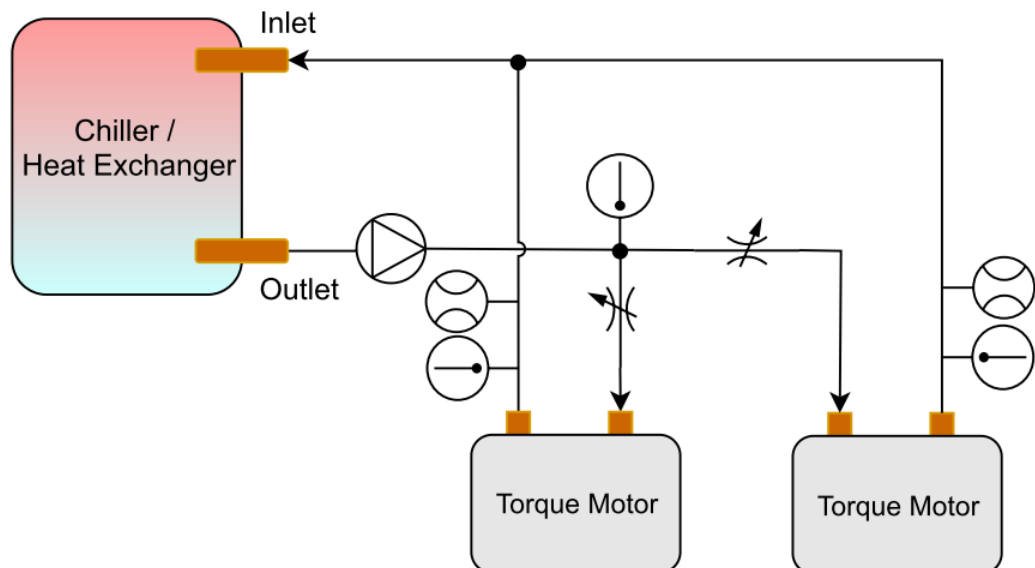 Inlet
Chiller /
Heat Exchanger
Outlet
Torque Motor
Torque Motor